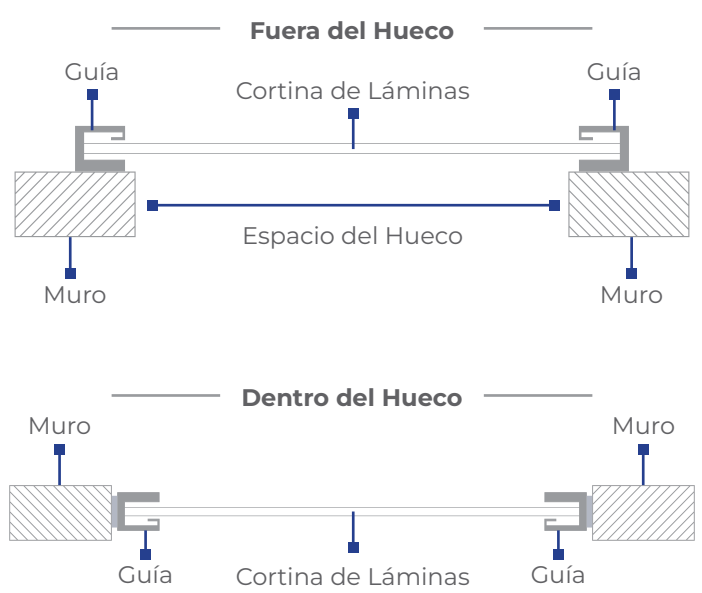 Fuera del Hueco
Guía
Guía
Cortina de Láminas
Espacio del Hueco
Muro
Muro
Dentro del Hueco
Muro
Muro
Guía
Cortina de Láminas
Guía